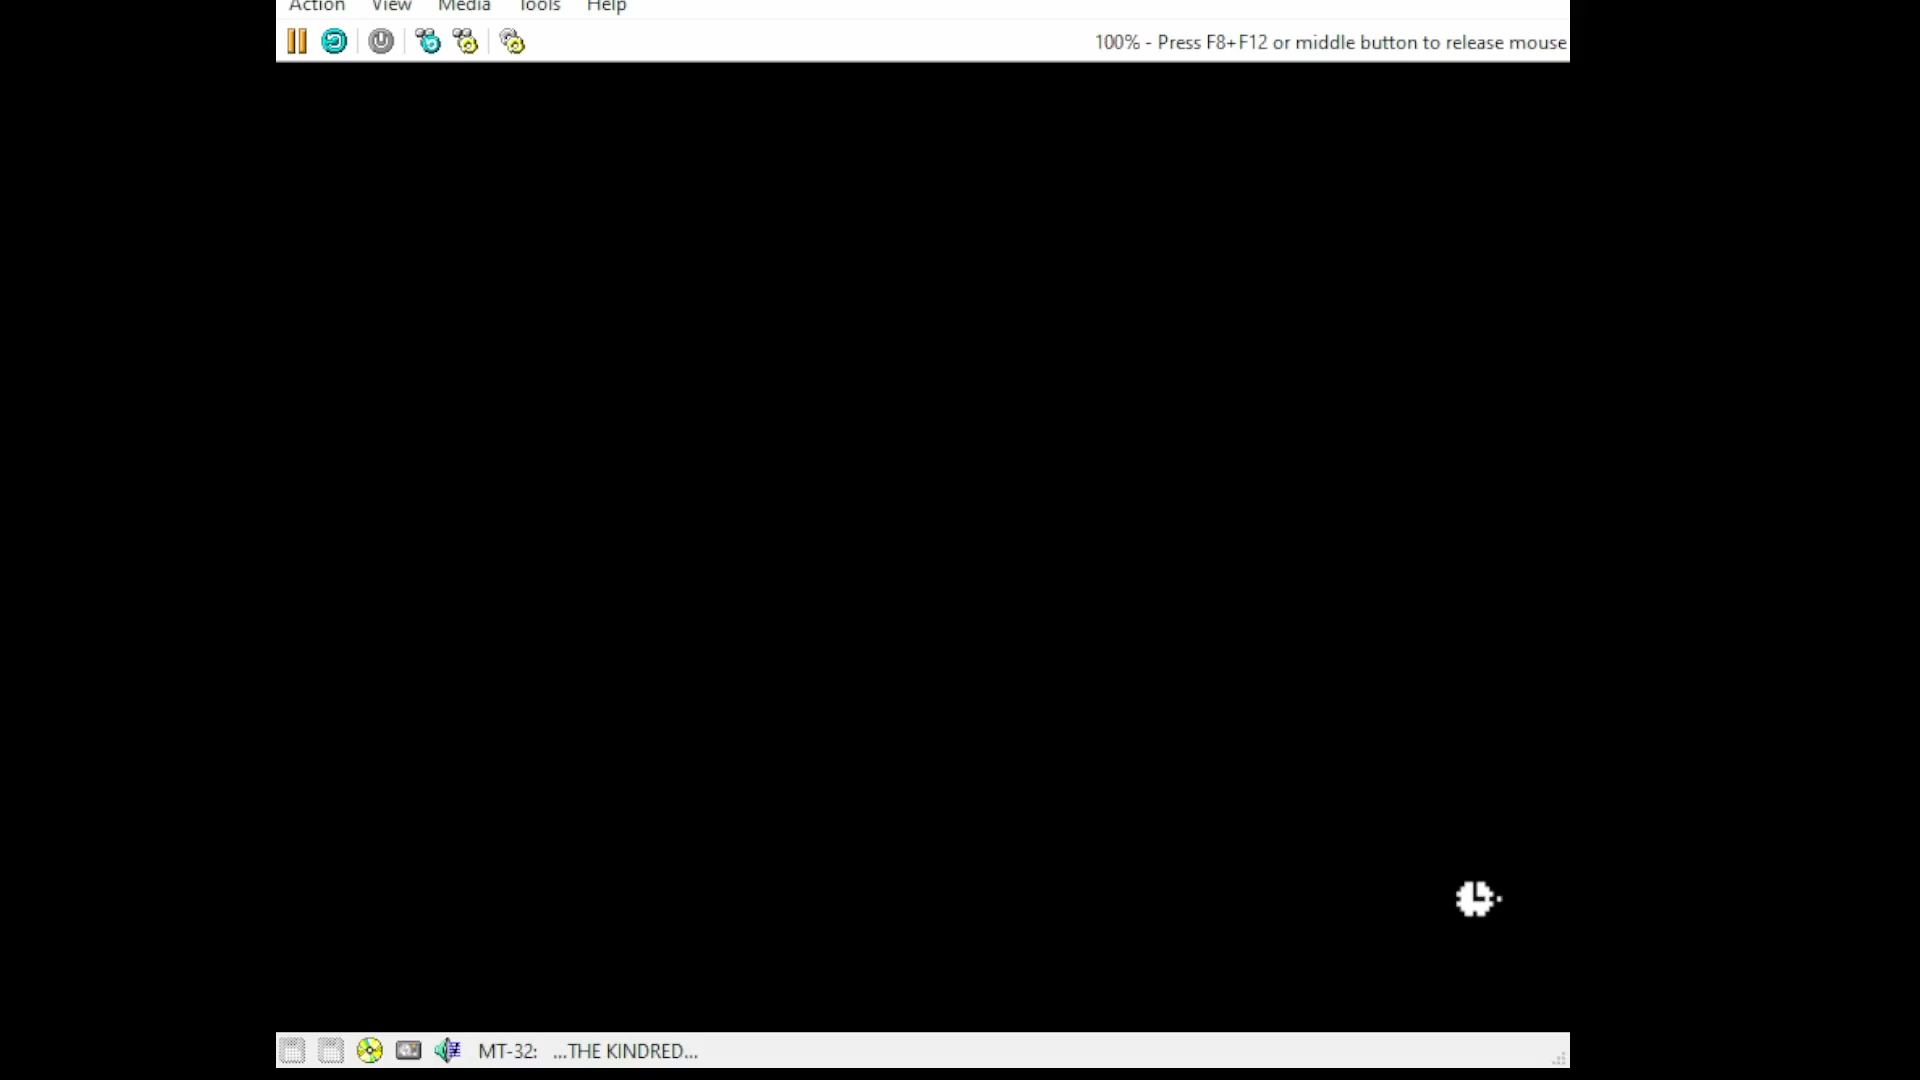 Action View Media Tools Help
100% - Press F8+F12 or middle button to release mouse
MT-32: ...THE KINDRED...